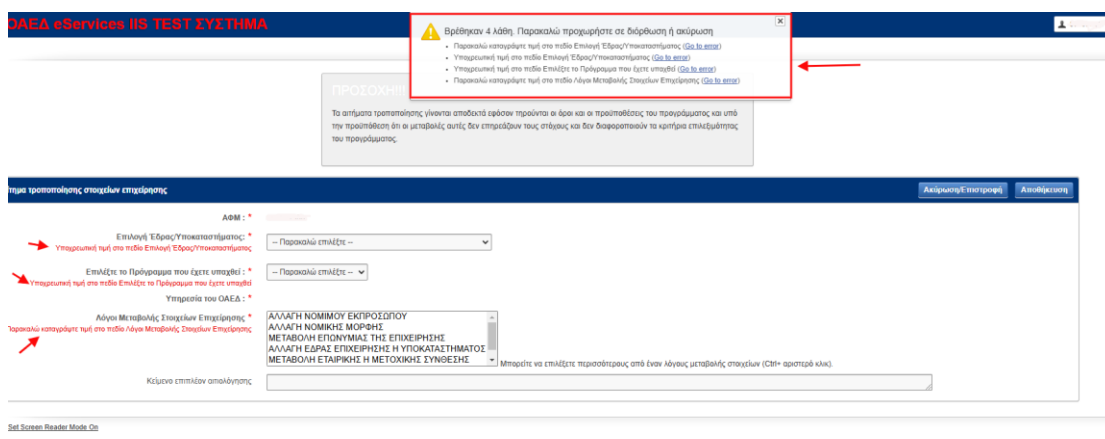 ΟΑΕΔ eServices IIS TEST ΣΥΣΤΗΜΑ
Βρέθηκαν 4 λάθη. Παρακαλώ προχωρήστε σε διόρθωση ή ακύρωση
Παρακαλώ καταγράψτε τιμή στο πεδίο Επιλογή Έδρας/Υποκαταστήματος (Go to error)
Υποχρεωτική τιμή στο πεδίο Επιλογή Έδρας/Υποκαταστήματος (Go to error)
Υποχρεωτική τιμή στο πεδίο Επιλέξτε το Πρόγραμμα που έχετε υπαχθεί (Go to error)
Παρακαλώ καταγράψτε τιμή στο πεδίο Λόγοι Μεταβολής Στοιχείων Επιχείρησης (Go to error)
ΠΡΟΣΟΧΗ!!!
Τα αιτήματα τροποποίησης γίνονται αποδεκτά εφόσον τηρούνται οι όροι και οι προϋποθέσεις του προγράμματος και υπό
την προϋπόθεση ότι οι μεταβολές αυτές δεν επηρεάζουν τους στόχους και δεν διαφοροποιούν τα κριτήρια επιλεξιμότητας
του προγράμματος.
ίτημα τροποποίησης στοιχείων επιχείρησης
Ακύρωση/Επιστροφή
Αποθήκευση
ΑΦΜ : *
Επιλογή Έδρας/Υποκαταστήματος: *
-- Παρακαλώ επιλέξτε --
Υποχρεωτική τιμή στο πεδίο Επιλογή Έδρας/Υποκαταστήματος
Επιλέξτε το Πρόγραμμα που έχετε υπαχθεί : *
-- Παρακαλώ επιλέξτε --
Υποχρεωτική τιμή στο πεδίο Επιλέξτε το Πρόγραμμα που έχετε υπαχθεί
Υπηρεσία του ΟΑΕΔ : *
Λόγοι Μεταβολής Στοιχείων Επιχείρησης *
Παρακαλώ καταγράψτε τιμή στο πεδίο Λόγοι Μεταβολής Στοιχείων Επιχείρησης
ΑΛΛΑΓΗ ΝΟΜΙΜΟΥ ΕΚΠΡΟΣΩΠΟΥ
ΑΛΛΑΓΗ ΝΟΜΙΚΗΣ ΜΟΡΦΗΣ
ΜΕΤΑΒΟΛΗ ΕΠΩΝΥΜΙΑΣ ΤΗΣ ΕΠΙΧΕΙΡΗΣΗΣ
ΑΛΛΑΓΗ ΕΔΡΑΣ ΕΠΙΧΕΙΡΗΣΗΣ Η ΥΠΟΚΑΤΑΣΤΗΜΑΤΟΣ
ΜΕΤΑΒΟΛΗ ΕΤΑΙΡΙΚΗΣ Η ΜΕΤΟΧΙΚΗΣ ΣΥΝΘΕΣΗΣ
Μπορείτε να επιλέξετε περισσότερους από έναν λόγους μεταβολής στοιχείων (Ctrl+ αριστερό κλικ).
Κείμενο επιπλέον αιτιολόγησης
Set Screen Reader Mode On